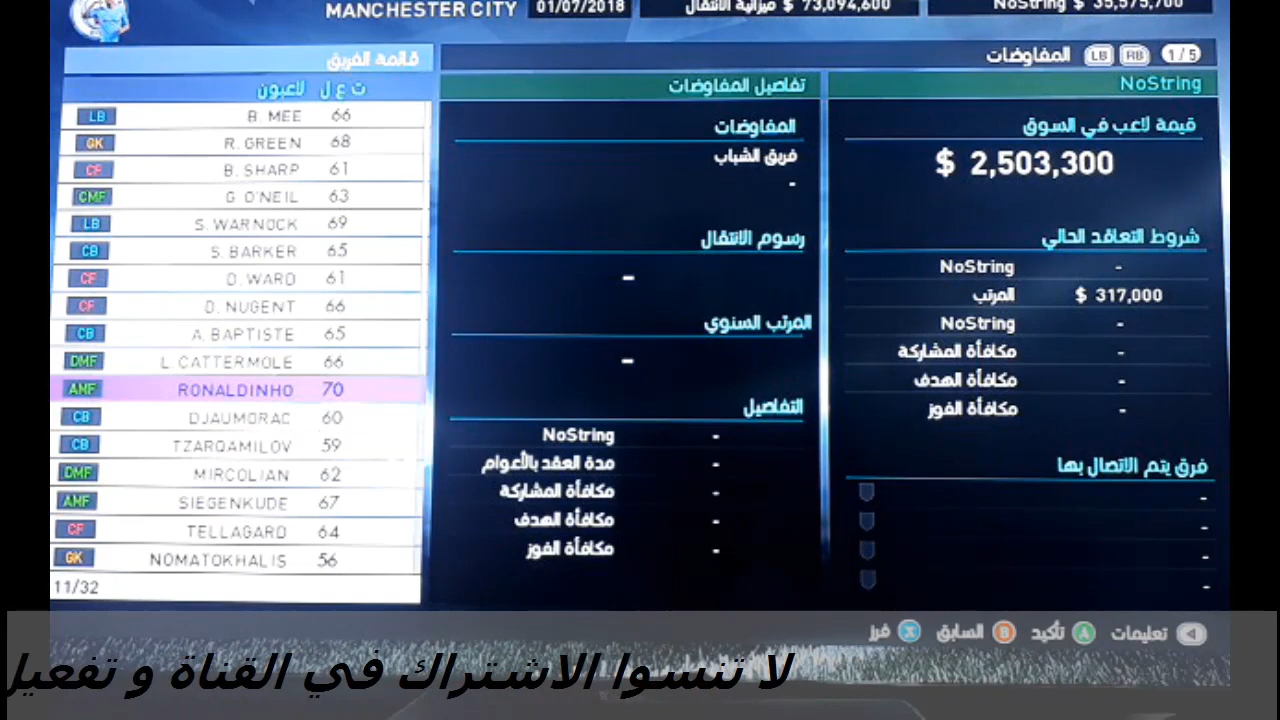 MANCHESTER CITY
01/07/2018
ميزانية الانتقال $ 73,094,600
NoString $ 35,575,700
قائمة الفريق
لاعبون ت ع ل
LB B. MEE 66
GK R. GREEN 68
CF B. SHARP 61
CMF G. O'NEIL 63
LB S. WARNOCK 69
CB S. BARKER 65
CF D. WARD 61
CF D. NUGENT 66
CB A. BAPTISTE 65
DMF L. CATTERMOLE 66
AMF RONALDINHO 70
CB DJAUMORAC 60
CB TZARQAMILOV 59
DMF MIRCOLIAN 62
AMF SIEGENKUDE 67
CF TELLAGARD 64
GK NOMATOKHALIS 56
11/32
المفاوضات LB RB 1/5
تفاصيل المفاوضات
المفاوضات
فريق الشباب
-
رسوم الانتقال
-
المرتب السنوي
-
التفاصيل
NoString -
مدة العقد بالأعوام -
مكافأة المشاركة -
مكافأة الهدف -
مكافأة الفوز -
NoString
قيمة لاعب في السوق
$ 2,503,300
شروط التعاقد الحالي
NoString -
المرتب $ 317,000
NoString -
مكافأة المشاركة -
مكافأة الهدف -
مكافأة الفوز -
فرق يتم الاتصال بها
-
-
-
-
تعليمات A تأكيد B السابق X فرز
لا تنسوا الاشتراك في القناة و تفعيل